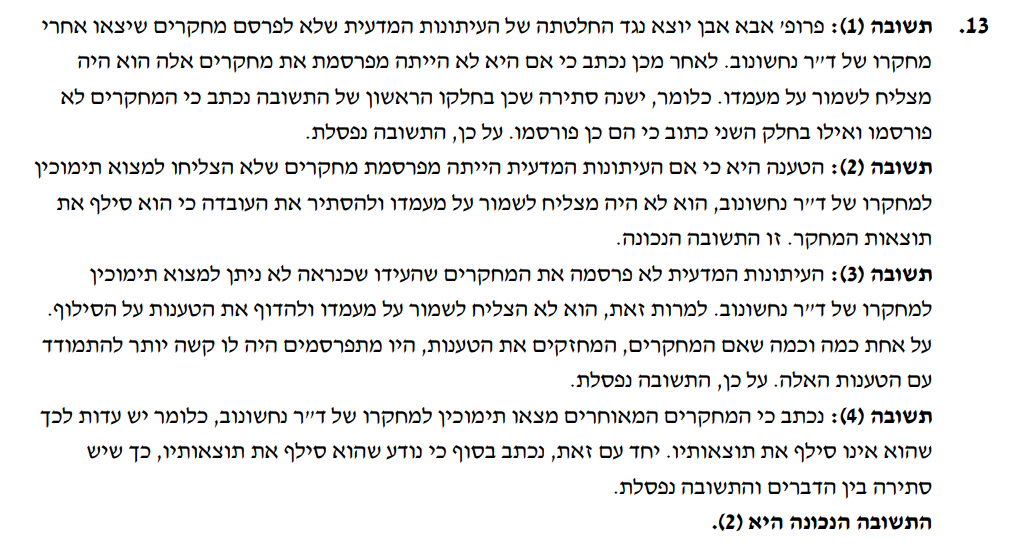 13. תשובה (1): פרופ' אבא אבן יוצא נגד החלטתה של העיתונות המדעית שלא לפרסם מחקרים שיצאו אחרי
מחקרו של ד"ר נחשונוב. לאחר מכן נכתב כי אם היא לא הייתה מפרסמת את מחקרים אלה הוא היה
מצליח לשמור על מעמדו. כלומר, ישנה סתירה שכן בחלקו הראשון של התשובה נכתב כי המחקרים לא
פורסמו ואילו בחלק השני כתוב כי הם כן פורסמו. על כן, התשובה נפסלת.
תשובה (2): הטענה היא כי אם העיתונות המדעית הייתה מפרסמת מחקרים שלא הצליחו למצוא תימוכין
למחקרו של ד"ר נחשונוב, הוא לא היה מצליח לשמור על מעמדו ולהסתיר את העובדה כי הוא סילף את
תוצאות המחקר. זו התשובה הנכונה.
תשובה (3): העיתונות המדעית לא פרסמה את המחקרים שהעידו שכנראה לא ניתן למצוא תימוכין
למחקרו של ד"ר נחשונוב. למרות זאת, הוא לא הצליח לשמור על מעמדו ולהדוף את הטענות על הסילוף.
על אחת כמה וכמה שאם המחקרים, המחזקים את הטענות, היו מתפרסמים היה לו קשה יותר להתמודד
עם הטענות האלה. על כן, התשובה נפסלת.
תשובה (4): נכתב כי המחקרים המאוחרים מצאו תימוכין למחקרו של ד"ר נחשונוב, כלומר יש עדות לכך
שהוא אינו סילף את תוצאותיו. יחד עם זאת, נכתב בסוף כי נודע שהוא סילף את תוצאותיו, כך שיש
סתירה בין הדברים והתשובה נפסלת.
התשובה הנכונה היא (2).